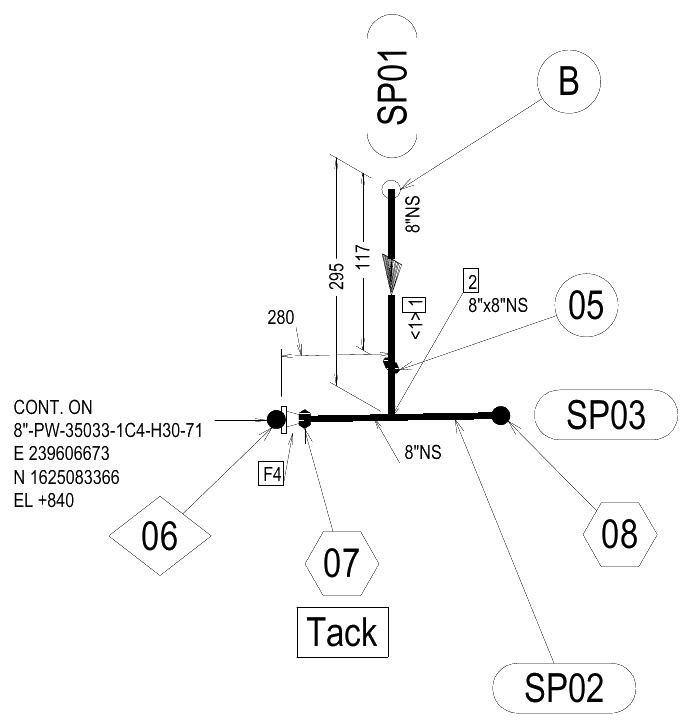 SP01
B
8"NS
117
295
2
8"x8"NS
<1> 1
05
280
CONT. ON
8"-PW-35033-1C4-H30-71
E 239606673
N 1625083366
EL +840
SP03
8"NS
F4
06
07
08
Tack
SP02